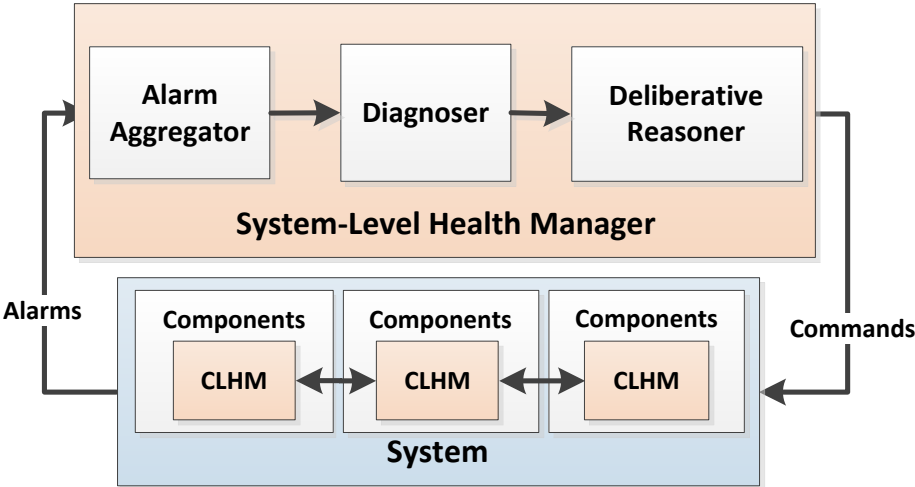 Alarm
Aggregator
Diagnoser
Deliberative
Reasoner
System-Level Health Manager
Alarms
Commands
Components
Components
Components
CLHM
CLHM
CLHM
System